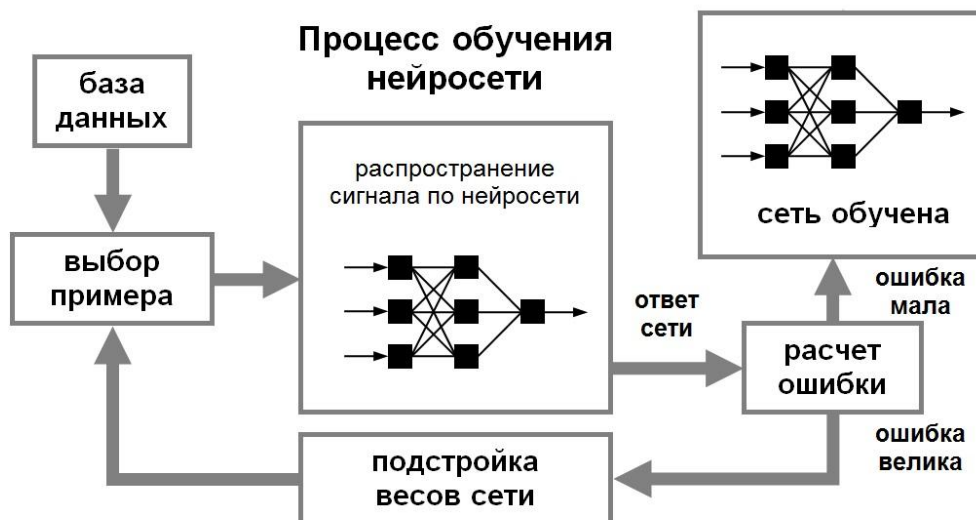 Процесс обучения
нейросети
база
данных
выбор
примера
распространение
сигнала по нейросети
ответ
сети
расчет
ошибки
ошибка
мала
сеть обучена
ошибка
велика
подстройка
весов сети